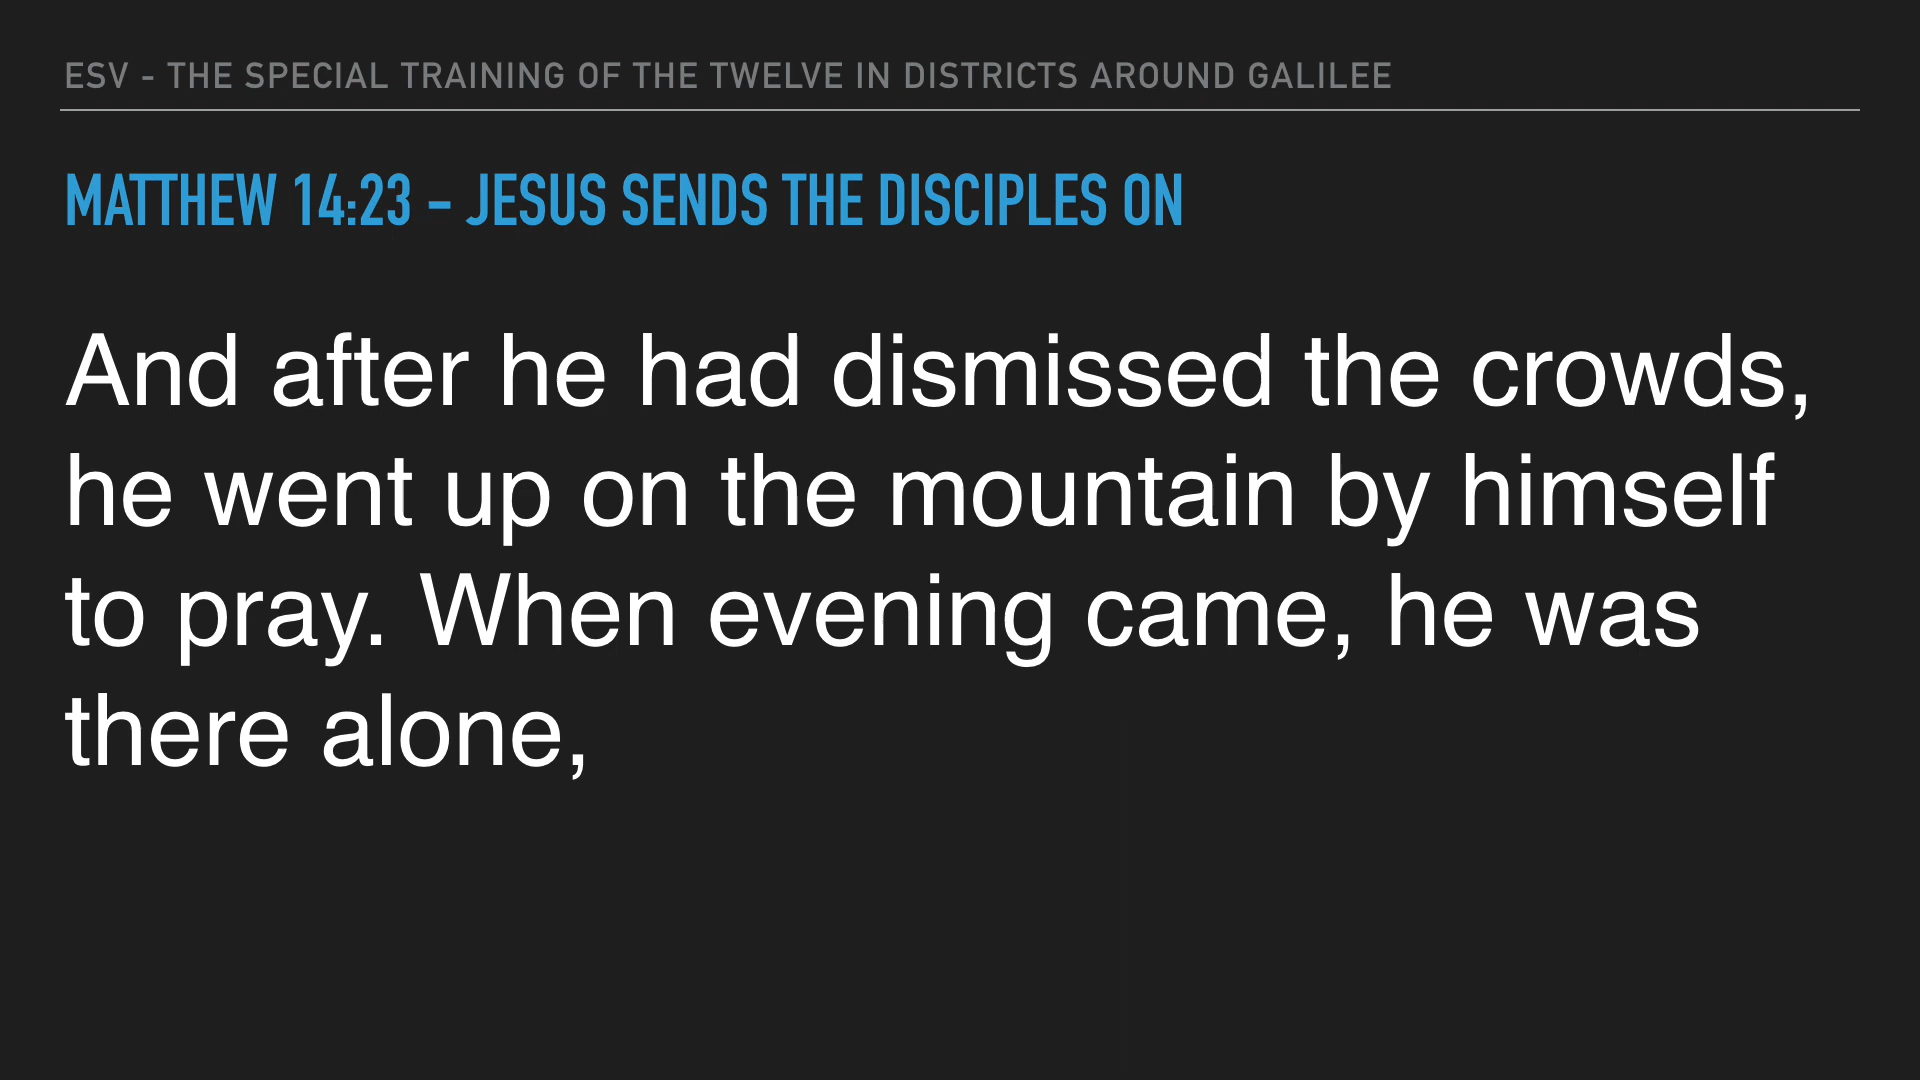 ESV - THE SPECIAL TRAINING OF THE TWELVE IN DISTRICTS AROUND GALILEE
MATTHEW 14:23 - JESUS SENDS THE DISCIPLES ON
And after he had dismissed the crowds,
he went up on the mountain by himself
to pray. When evening came, he was
there alone,